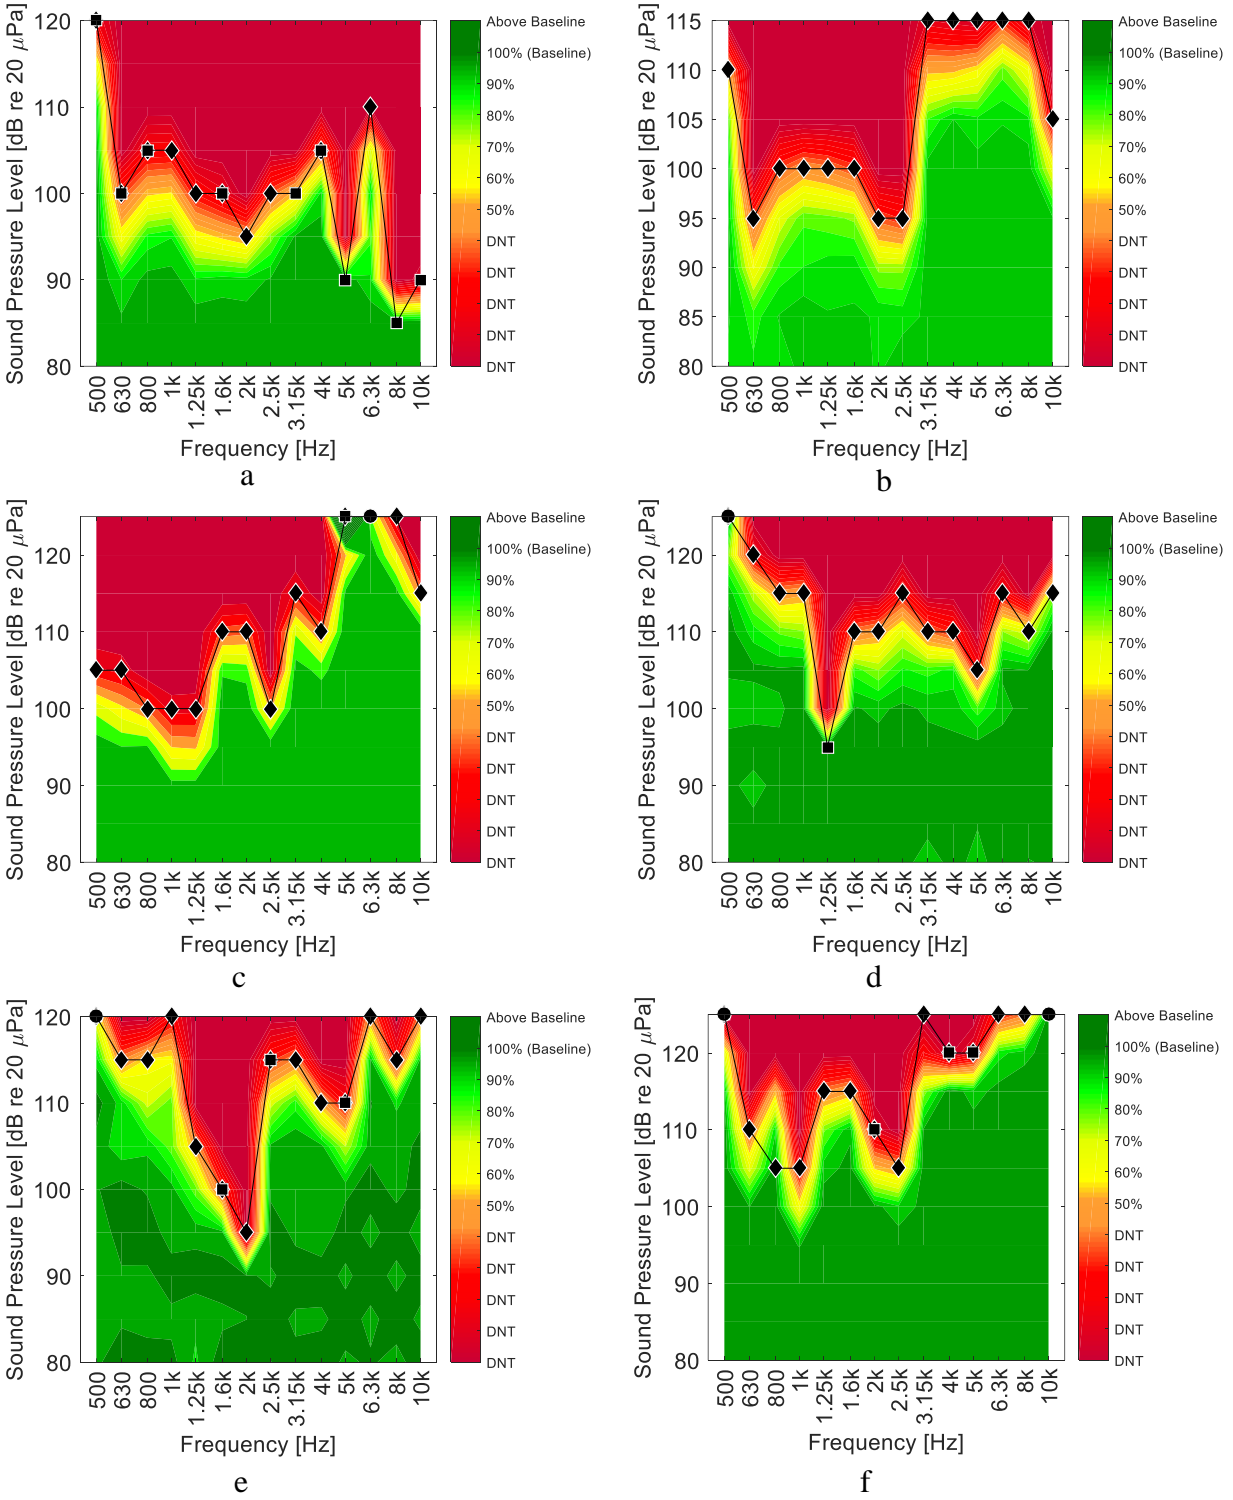 Sound Pressure Level [dB re 20 μPa]
120
110
100
90
80
500
630
800
1k
1.25k
1.6k
2k
2.5k
3.15k
4k
5k
6.3k
8k
10k
Frequency [Hz]
Above Baseline
100% (Baseline)
90%
80%
70%
60%
50%
DNT
DNT
DNT
DNT
DNT
a
Sound Pressure Level [dB re 20 μPa]
115
110
105
100
95
90
85
80
500
630
800
1k
1.25k
1.6k
2k
2.5k
3.15k
4k
5k
6.3k
8k
10k
Frequency [Hz]
Above Baseline
100% (Baseline)
90%
80%
70%
60%
50%
DNT
DNT
DNT
DNT
DNT
b
Sound Pressure Level [dB re 20 μPa]
120
110
100
90
80
500
630
800
1k
1.25k
1.6k
2k
2.5k
3.15k
4k
5k
6.3k
8k
10k
Frequency [Hz]
Above Baseline
100% (Baseline)
90%
80%
70%
60%
50%
DNT
DNT
DNT
DNT
DNT
c
Sound Pressure Level [dB re 20 μPa]
120
110
100
90
80
500
630
800
1k
1.25k
1.6k
2k
2.5k
3.15k
4k
5k
6.3k
8k
10k
Frequency [Hz]
Above Baseline
100% (Baseline)
90%
80%
70%
60%
50%
DNT
DNT
DNT
DNT
DNT
d
Sound Pressure Level [dB re 20 μPa]
120
110
100
90
80
500
630
800
1k
1.25k
1.6k
2k
2.5k
3.15k
4k
5k
6.3k
8k
10k
Frequency [Hz]
Above Baseline
100% (Baseline)
90%
80%
70%
60%
50%
DNT
DNT
DNT
DNT
DNT
e
Sound Pressure Level [dB re 20 μPa]
120
110
100
90
80
500
630
800
1k
1.25k
1.6k
2k
2.5k
3.15k
4k
5k
6.3k
8k
10k
Frequency [Hz]
Above Baseline
100% (Baseline)
90%
80%
70%
60%
50%
DNT
DNT
DNT
DNT
DNT
f